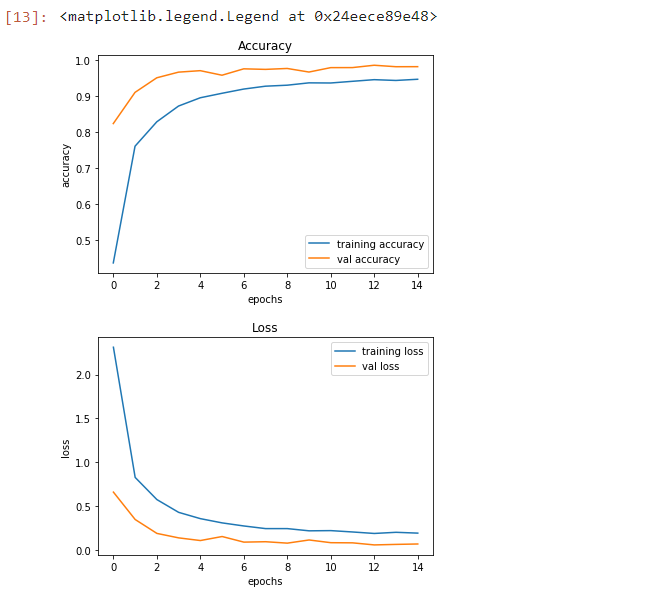 [13]: <matplotlib.legend.Legend at 0x24eece89e48>
Accuracy
1.0
0.9
0.8
0.7
0.6
0.5
accuracy
training accuracy
val accuracy
0 2 4 6 8 10 12 14
epochs
Loss
2.0
1.5
1.0
0.5
0.0
loss
training loss
val loss
0 2 4 6 8 10 12 14
epochs